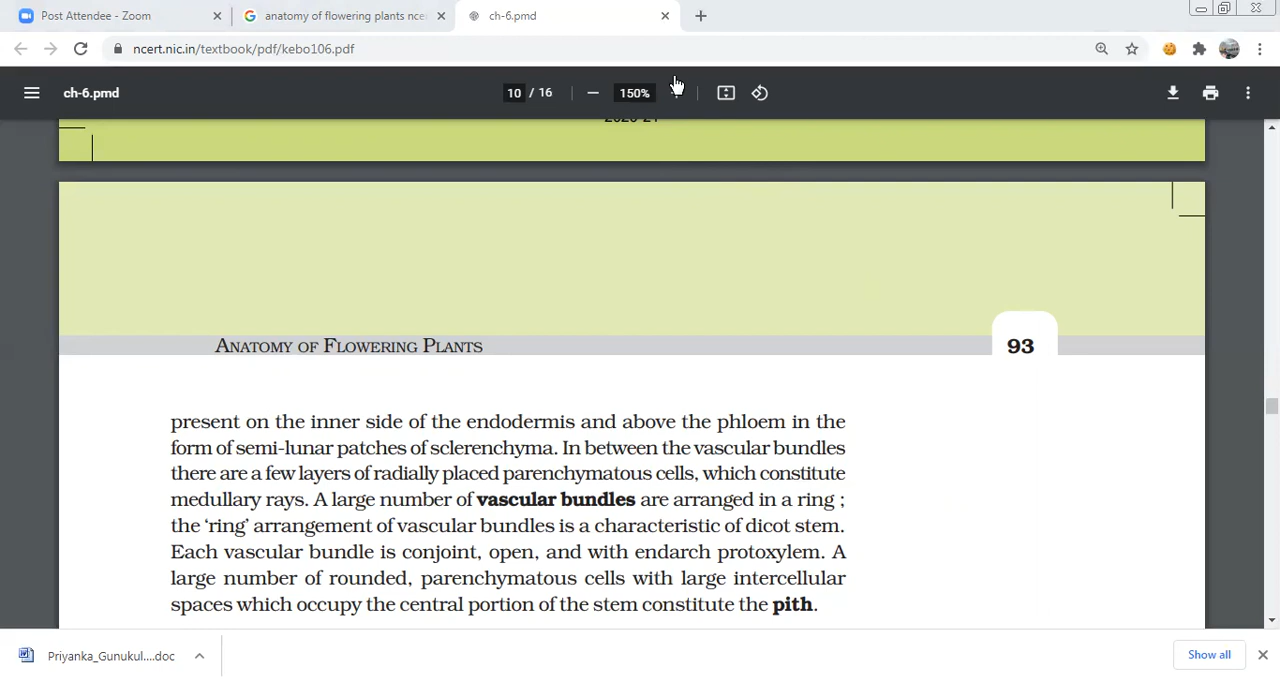 Post Attendee - Zoom
anatomy of flowering plants nce
ch-6.pmd
ncert.nic.in/textbook/pdf/kebo106.pdf
ch-6.pmd
10 / 16
150%
2020-21
ANATOMY OF FLOWERING PLANTS
93
present on the inner side of the endodermis and above the phloem in the
form of semi-lunar patches of sclerenchyma. In between the vascular bundles
there are a few layers of radially placed parenchymatous cells, which constitute
medullary rays. A large number of vascular bundles are arranged in a ring ;
the ‘ring’ arrangement of vascular bundles is a characteristic of dicot stem.
Each vascular bundle is conjoint, open, and with endarch protoxylem. A
large number of rounded, parenchymatous cells with large intercellular
spaces which occupy the central portion of the stem constitute the pith.
Priyanka_Gunukul....doc
Show all